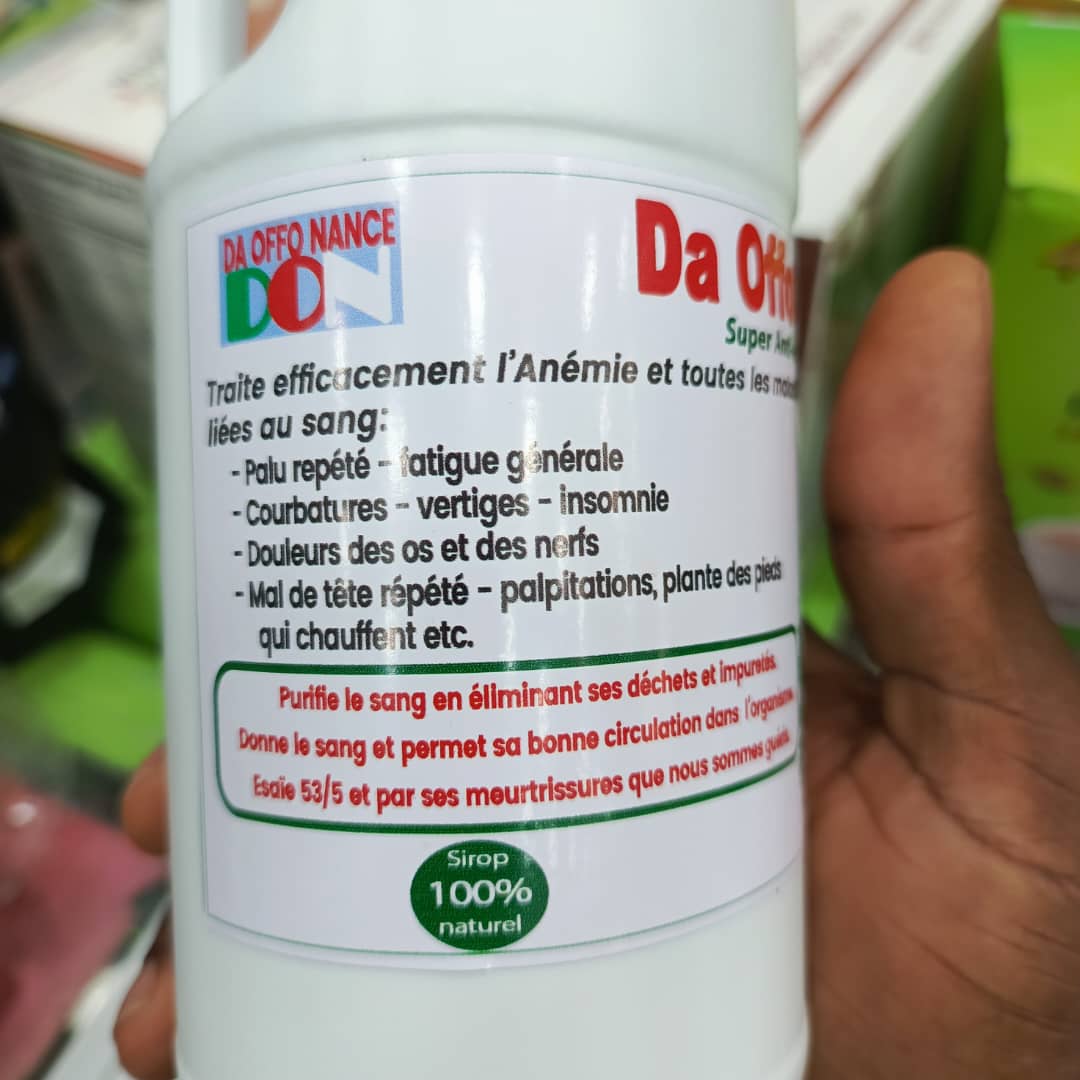 DA OFFO NANCE
DON
Da Offo
Super Anti
Traite efficacement l'Anémie et toutes les
liées au sang:
- Palu repété - fatigue générale
- Courbatures - vertiges - insomnie
- Douleurs des os et des nerfs
- Mal de tête répété - palpitations, plante des pieds
qui chauffent etc.
Purifie le sang en éliminant ses déchets et impuretés.
Donne le sang et permet sa bonne circulation dans l'organisme
Esaïe 53/5 et par ses meurtrissures que nous sommes guéris.
Sirop
100%
naturel